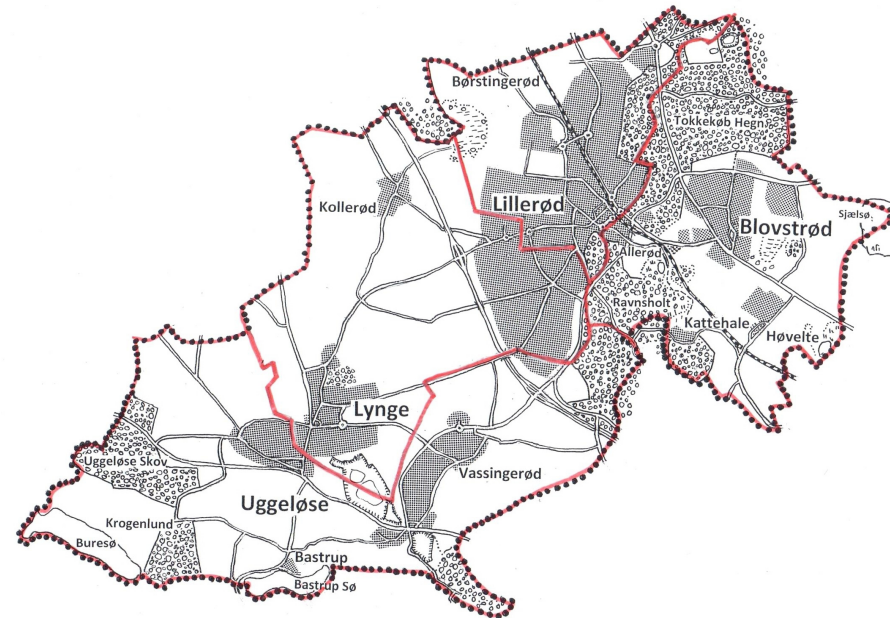 Børstingerød
Tokkekøb Hegn
Kollerød
Lillerød
Sjælsø
Blovstrød
Allerød
Ravnsholt
Kattehale
Høvelte
Lynge
Uggeløse Skov
Vassingerød
Uggeløse
Krogenlund
Buresø
Bastrup
Bastrup Sø